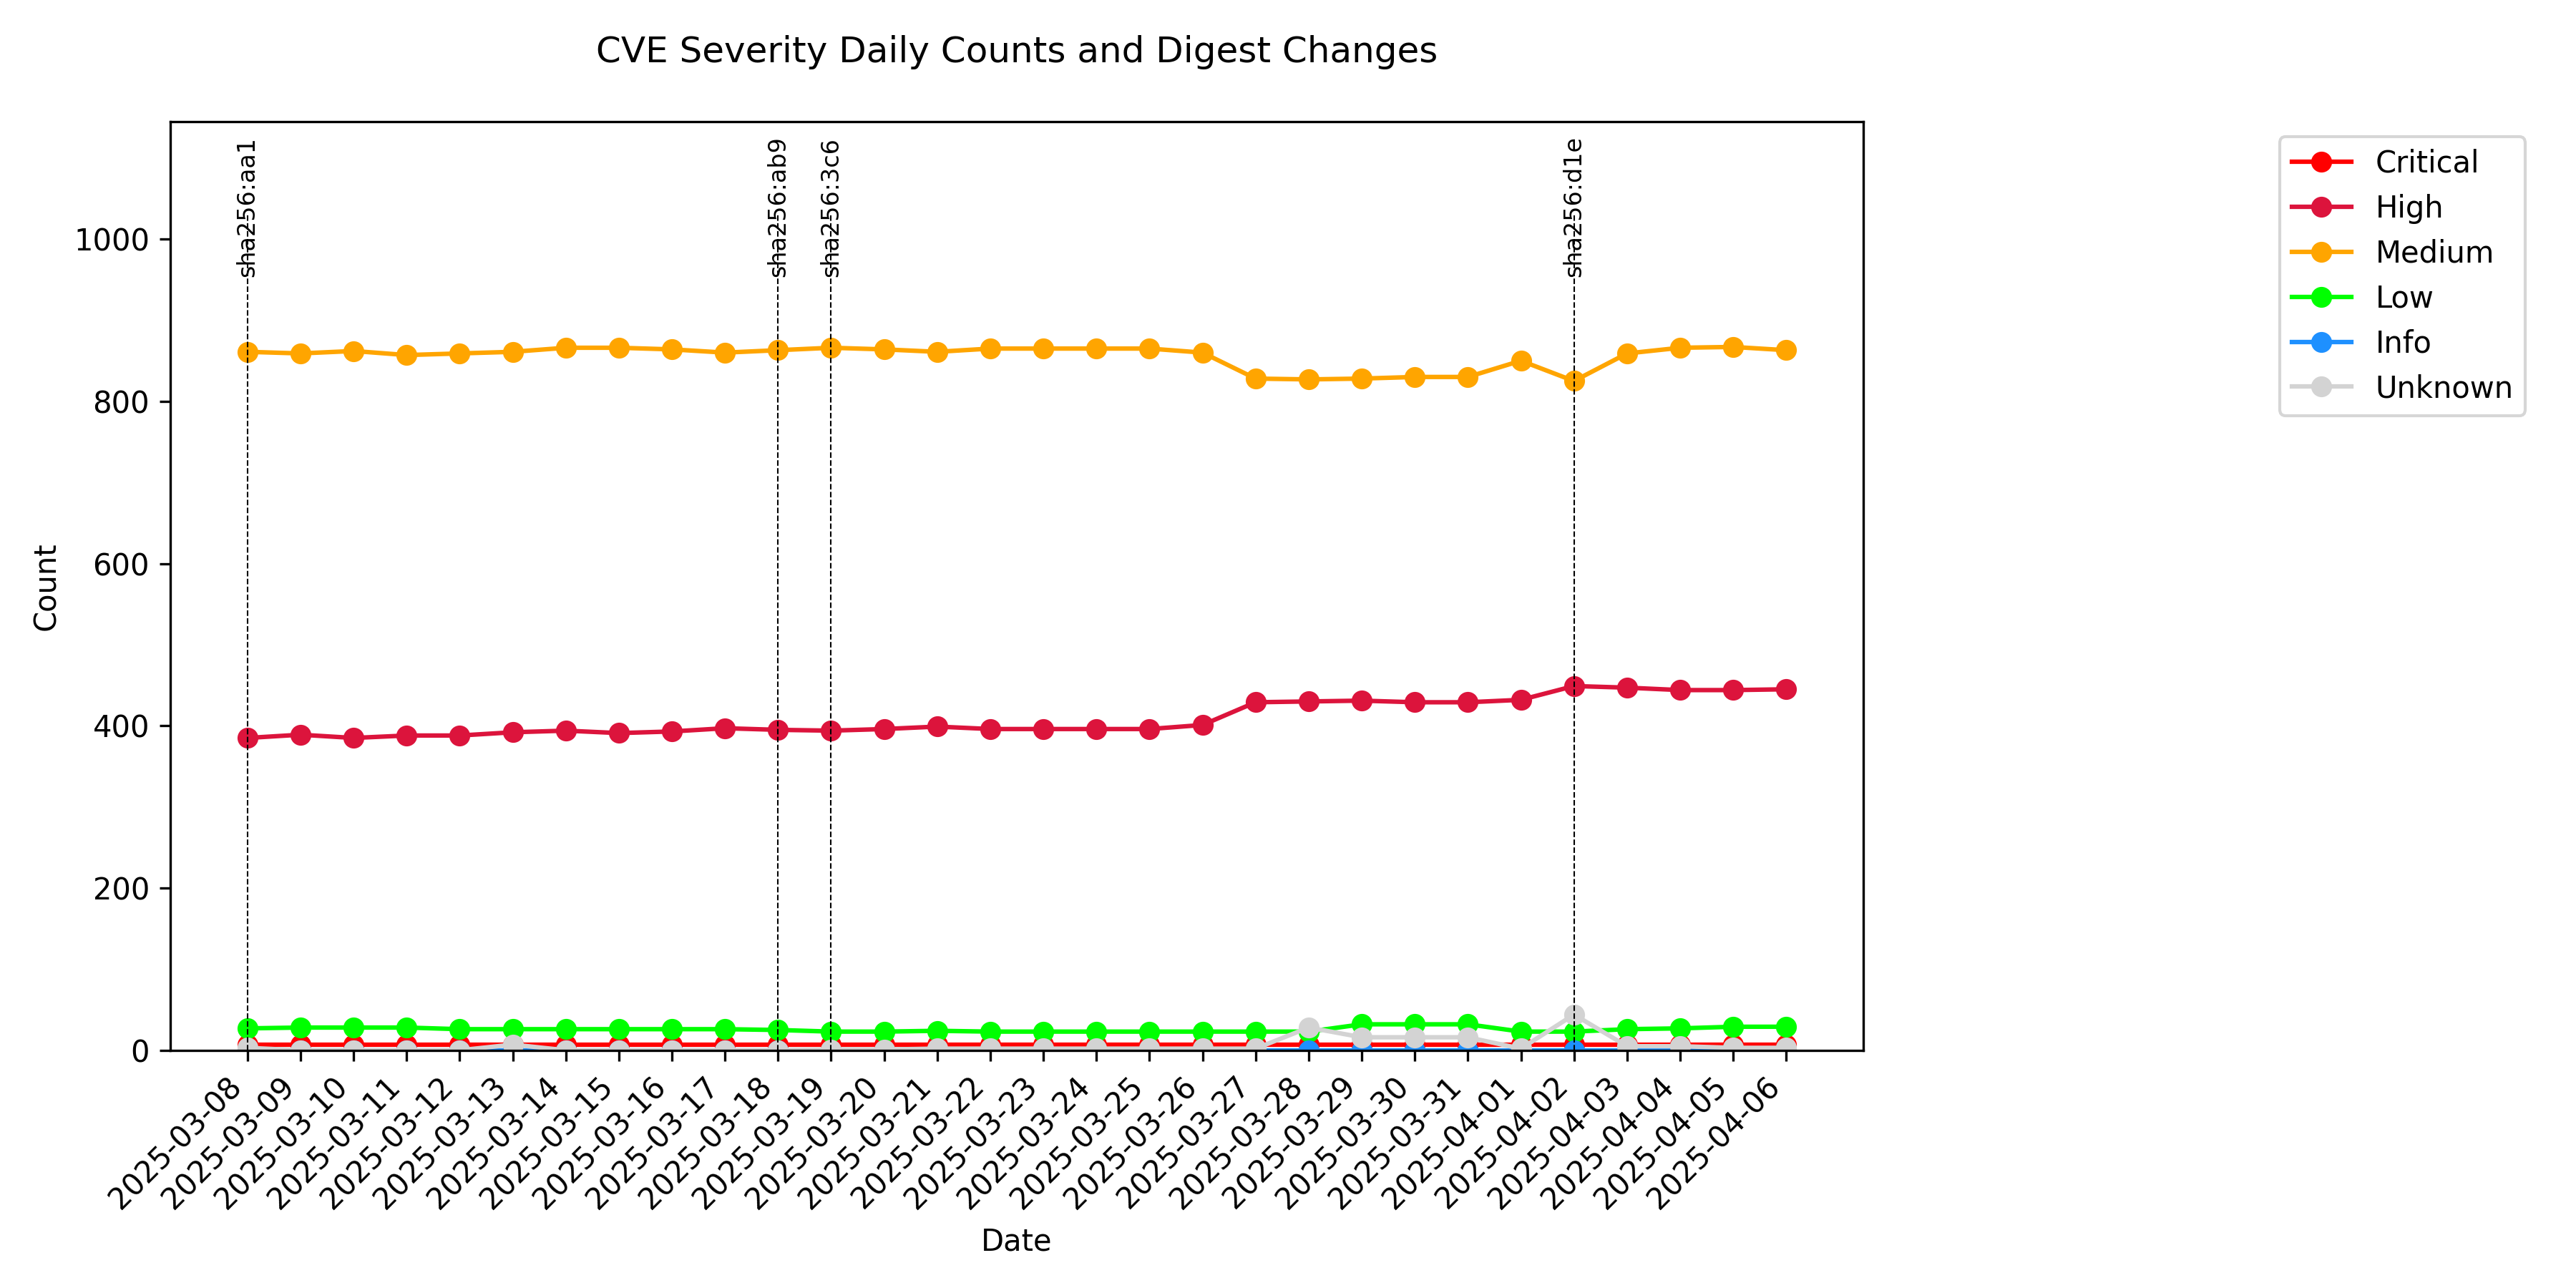 CVE Severity Daily Counts and Digest Changes
sha256:aa1
sha256:ab9
sha256:3c6
sha256:d1e
Critical
High
Medium
Low
Info
Unknown
1000
800
600
400
200
0
Count
2025-03-08
2025-03-09
2025-03-10
2025-03-11
2025-03-12
2025-03-13
2025-03-14
2025-03-15
2025-03-16
2025-03-17
2025-03-18
2025-03-19
2025-03-20
2025-03-21
2025-03-22
2025-03-23
2025-03-24
2025-03-25
2025-03-26
2025-03-27
2025-03-28
2025-03-29
2025-03-30
2025-03-31
2025-04-01
2025-04-02
2025-04-03
2025-04-04
2025-04-05
2025-04-06
Date